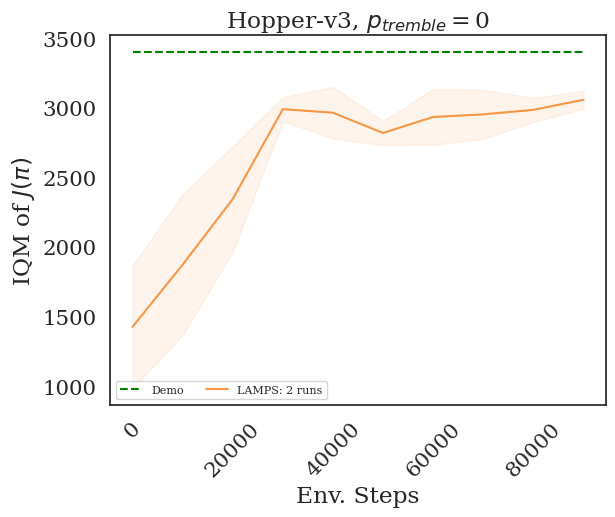 Hopper-v3, $p_{tremble} = 0$
IQM of $J(\pi)$
3500
3000
2500
2000
1500
1000
Demo
LAMPS: 2 runs
0
20000
40000
60000
80000
Env. Steps